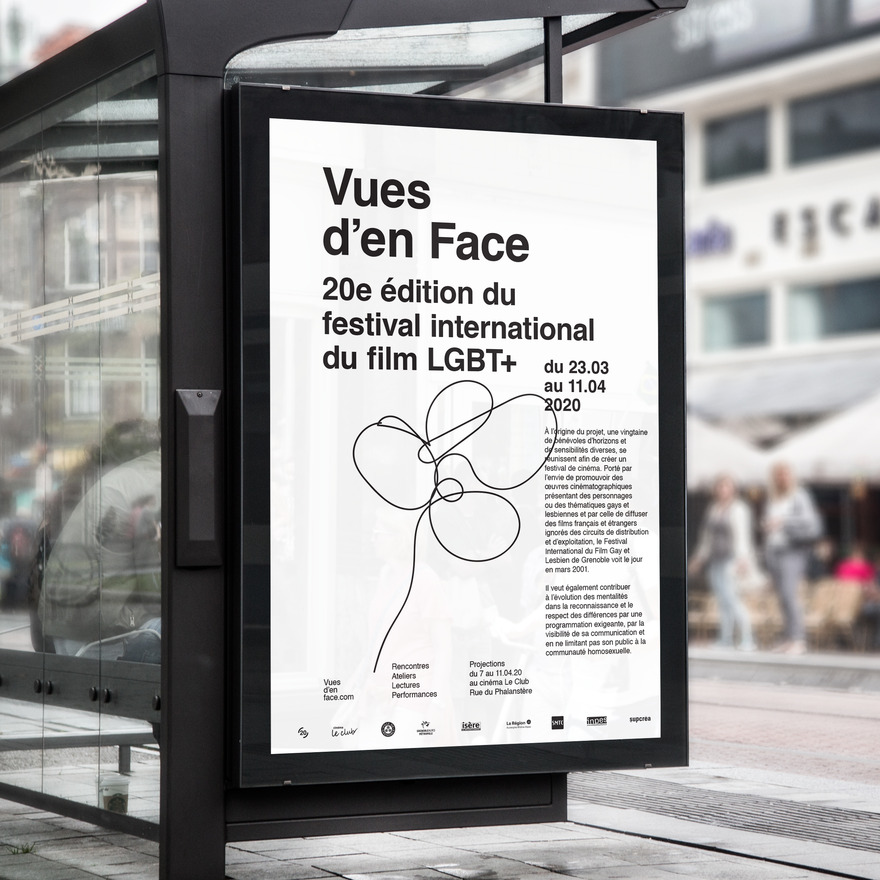 Vues
d'en Face
20e édition du
festival international
du film LGBT+
du 23.03
au 11.04
2020
À l'origine du projet, une vingtaine
de bénévoles d'horizons et
de sensibilités diverses, se
réunissent afin de créer un
festival de cinéma. Porté par
l'envie de promouvoir des
œuvres cinématographiques
présentant des personnages
ou des thématiques gays et
lesbiennes et par celle de diffuser
des films français et étrangers
ignorés des circuits de distribution
et d'exploitation, le Festival
International du Film Gay et
Lesbien de Grenoble voit le jour
en mars 2001.
Il veut également contribuer
à l'évolution des mentalités
dans la reconnaissance et le
respect des différences par une
programmation exigeante, par la
visibilité de sa communication et
en ne limitant pas son public à la
communauté homosexuelle.
Vues
d'en
face.com
Rencontres
Ateliers
Lectures
Performances
Projections
du 7 au 11.04.20
au cinéma Le Club
Rue du Phalanstère
le club
isère
La Région
SMTC
inpes
supcrea
ESCA